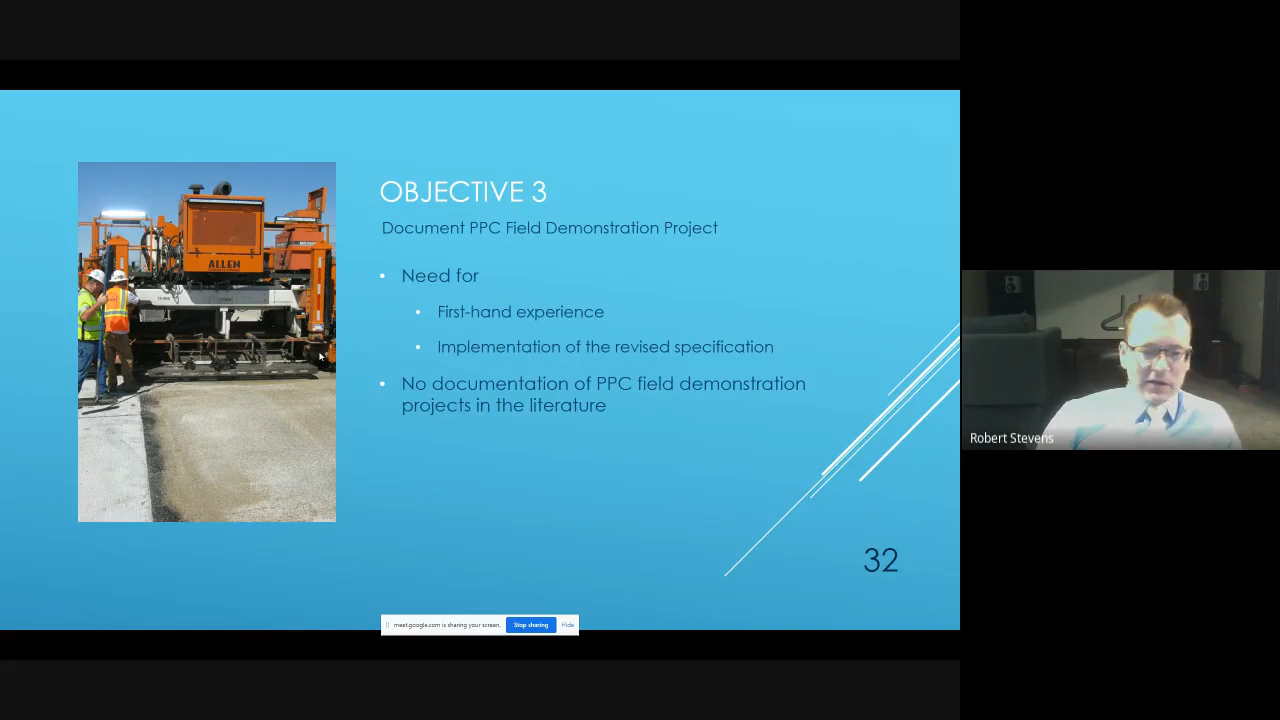 OBJECTIVE 3
Document PPC Field Demonstration Project
• Need for
• First-hand experience
• Implementation of the revised specification
• No documentation of PPC field demonstration
projects in the literature
ALLEN
32
meet.google.com is sharing your screen.
Stop sharing
Hide
Robert Stevens